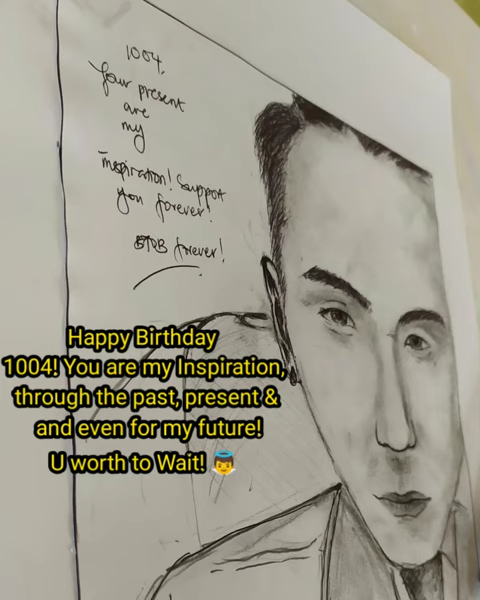 1004.
Your present
are
my
inspiration! Support
you forever!
BTOB forever!
Happy Birthday
1004! You are my Inspiration,
through the past, present &
and even for my future!
U worth to Wait! 👼